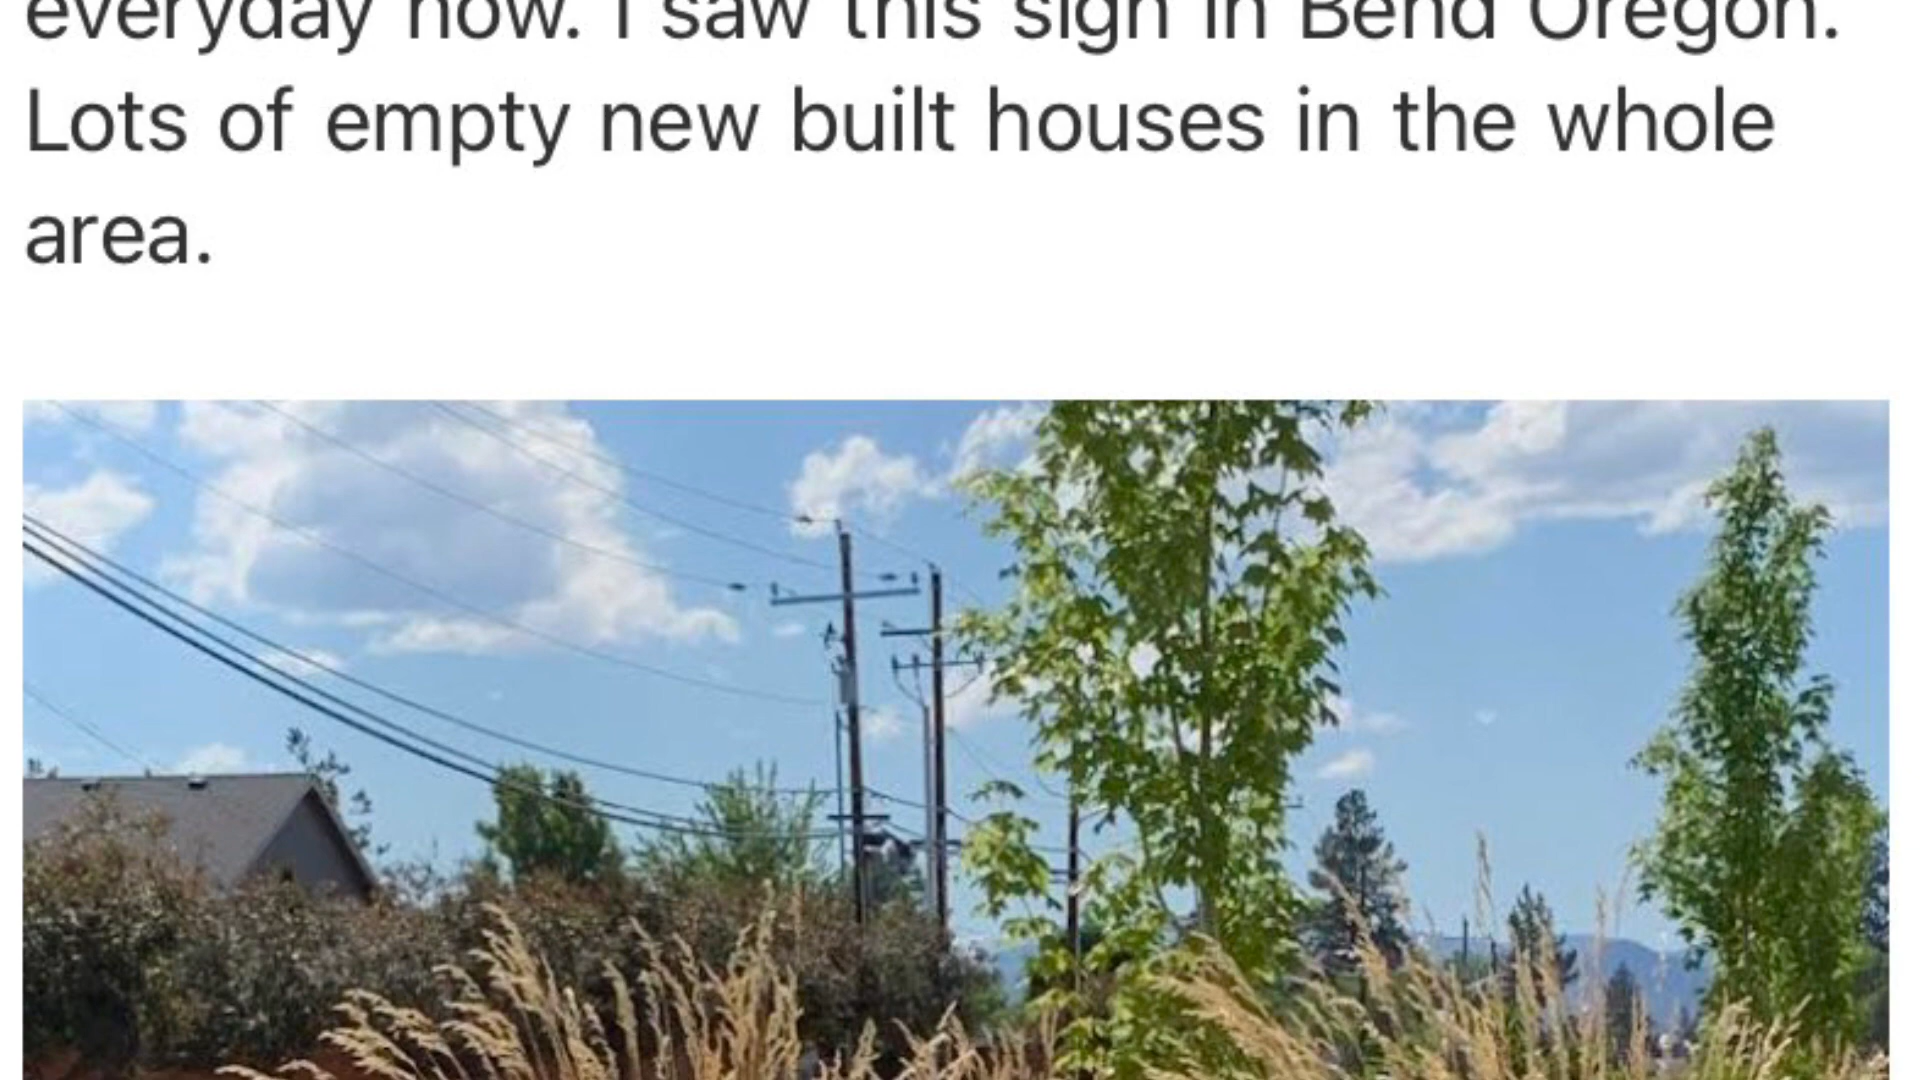 everyday now. I saw this sign in Bend Oregon.
Lots of empty new built houses in the whole
area.